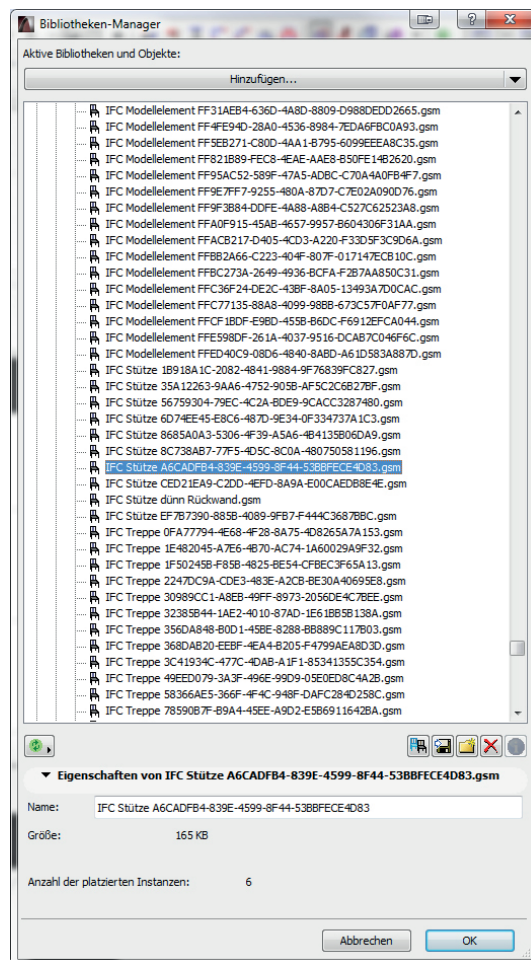 Bibliotheken-Manager
Aktive Bibliotheken und Objekte:
Hinzufügen...
IFC Modellelement FF31AEB4-636D-4A8D-8809-D988DEDD2665.gsm
IFC Modellelement FF4FE94D-28A0-4536-8984-7EDA6FBC0A93.gsm
IFC Modellelement FF5EB271-C80D-4AA1-B795-6099EEEA8C35.gsm
IFC Modellelement FF821B89-FEC8-4EAE-AAE8-B50FE14B2620.gsm
IFC Modellelement FF95AC52-589F-47A5-ADBC-C70A4A0FB4F7.gsm
IFC Modellelement FF9E7FF7-9255-480A-87D7-C7E02A090D76.gsm
IFC Modellelement FF9F3B84-DDFE-4A88-A8B4-C527C62523A8.gsm
IFC Modellelement FFA0F915-45AB-4657-9957-B604306F31AA.gsm
IFC Modellelement FFACB217-D405-4CD3-A220-F33D5F3C9D6A.gsm
IFC Modellelement FFBB2A66-C223-404F-807F-017147ECB10C.gsm
IFC Modellelement FFBC273A-2649-4936-BCFA-F2B7AA850C31.gsm
IFC Modellelement FFC36F24-DE2C-43BF-8A05-13493A7D0CAC.gsm
IFC Modellelement FFC77135-88A8-4099-98BB-673C57F0AF77.gsm
IFC Modellelement FFCF1BDF-E9BD-455B-B6DC-F6912EFCA044.gsm
IFC Modellelement FFE598DF-261A-4037-9516-DCAB7C046F6C.gsm
IFC Modellelement FFED40C9-08D6-4840-8ABD-A61D583A887D.gsm
IFC Stütze 1B918A1C-2082-4841-9884-9F76839FC827.gsm
IFC Stütze 35A12263-9AA6-4752-905B-AF5C2C6B27BF.gsm
IFC Stütze 56759304-79EC-4C2A-BDE9-9CACC3287480.gsm
IFC Stütze 6D74EE45-E8C6-487D-9E34-0F334737A1C3.gsm
IFC Stütze 8685A0A3-5306-4F39-A5A6-4B4135B06DA9.gsm
IFC Stütze 8C738AB7-77F5-4D5C-8C0A-480750581196.gsm
IFC Stütze A6CADFB4-839E-4599-8F44-53BBFECE4D83.gsm
IFC Stütze CED21EA9-C2DD-4EFD-8A9A-E00CAEDB8E4E.gsm
IFC Stütze dünn Rückwand.gsm
IFC Stütze EF7B7390-885B-4089-9FB7-F444C3687BBC.gsm
IFC Treppe 0FA77794-4E68-4F28-8A75-4D8265A7A153.gsm
IFC Treppe 1E482045-A7E6-4B70-AC74-1A60029A9F32.gsm
IFC Treppe 1F50245B-F85B-4825-BE54-CFBEC3F65A13.gsm
IFC Treppe 2247DC9A-CDE3-483E-A2CB-BE30A40695E8.gsm
IFC Treppe 30989CC1-A8EB-49FF-8973-2056DE4C7BEE.gsm
IFC Treppe 32385B44-1AE2-4010-87AD-1E61BB5B138A.gsm
IFC Treppe 356DA848-B0D1-45BE-8288-BB889C117B03.gsm
IFC Treppe 368DAB20-EEBF-4EA4-B205-F4799AEA8D3D.gsm
IFC Treppe 3C41934C-477C-4DAB-A1F1-85341355C354.gsm
IFC Treppe 49EED079-3A3F-496E-99D9-05E0ED8C4A2B.gsm
IFC Treppe 58366AE5-366F-4F4C-948F-DAFC284D258C.gsm
IFC Treppe 78590B7F-B9A4-45EE-A9D2-E5B6911642BA.gsm
Eigenschaften von IFC Stütze A6CADFB4-839E-4599-8F44-53BBFECE4D83.gsm
Name: IFC Stütze A6CADFB4-839E-4599-8F44-53BBFECE4D83
Größe: 165 KB
Anzahl der platzierten Instanzen: 6
Abbrechen OK